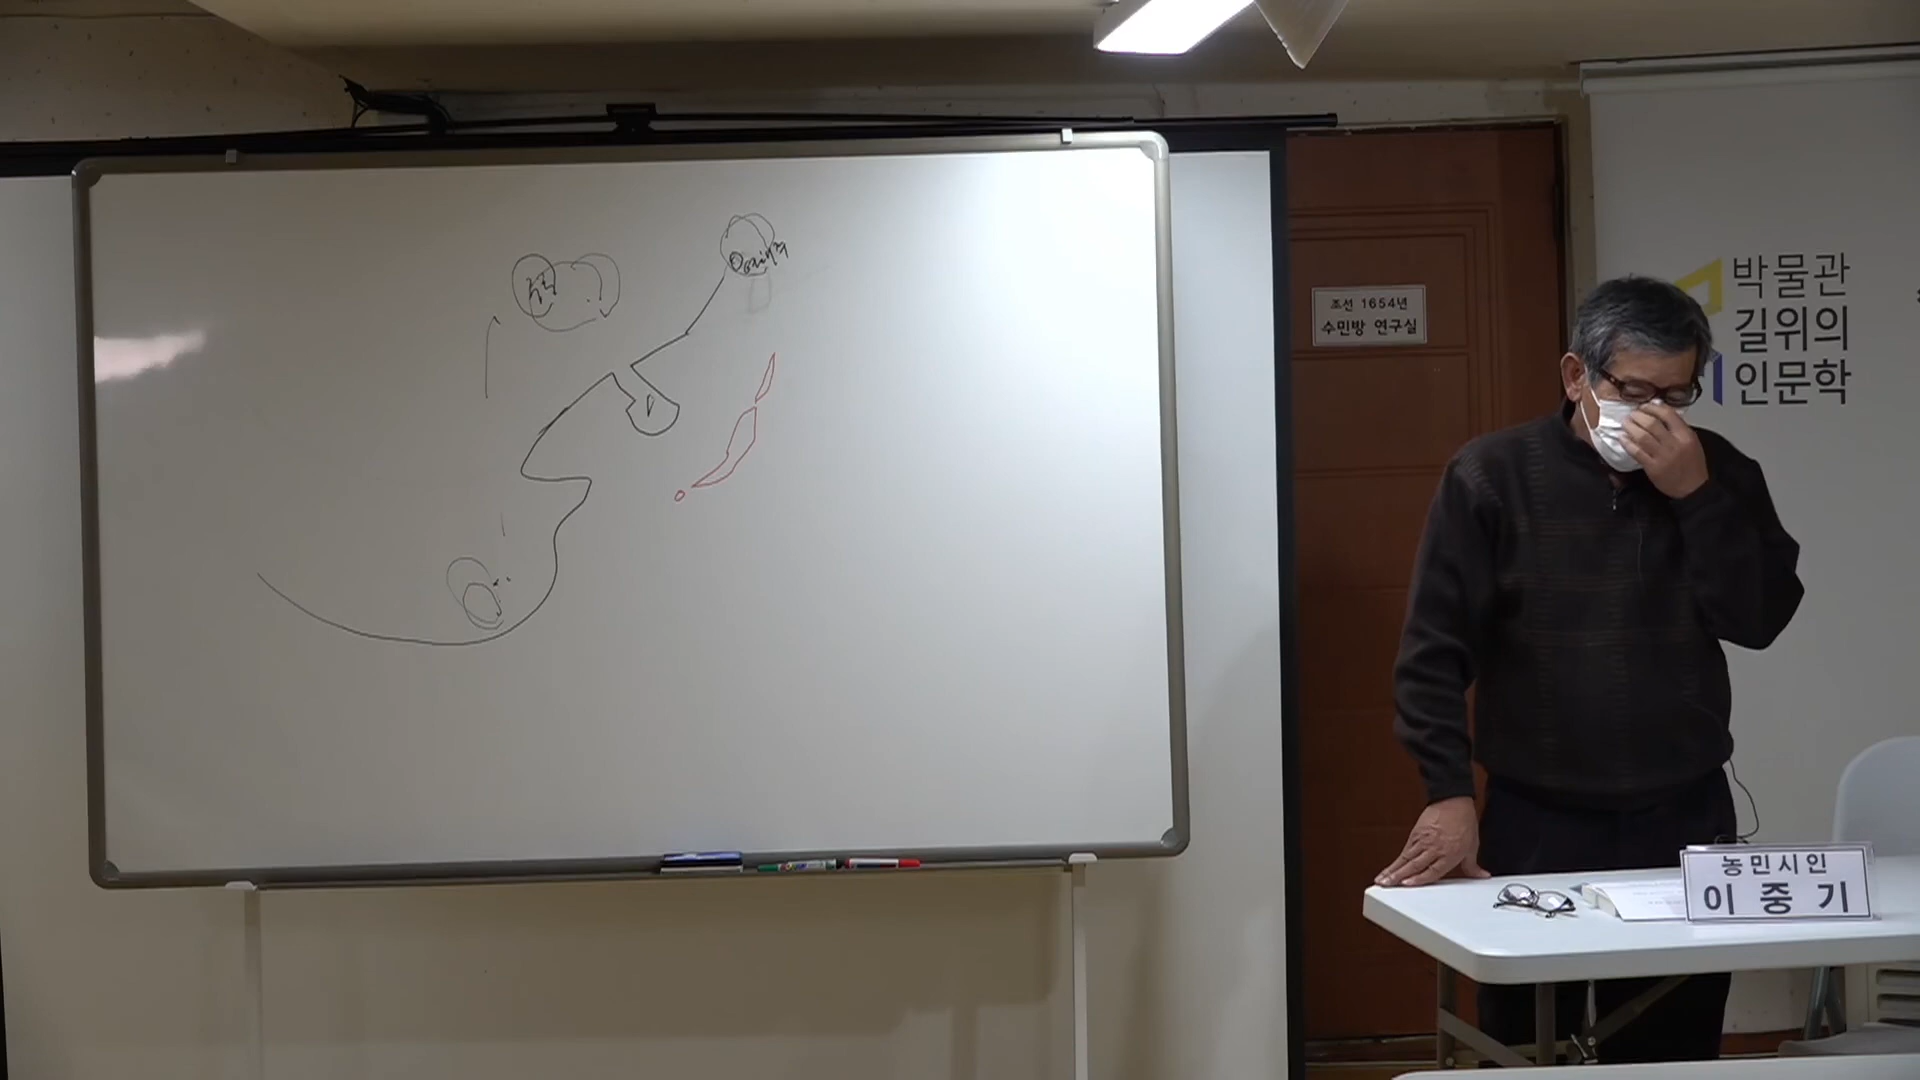 조선 1654년
수민방 연구실
박물관
길위의
인문학
농민시인
이중기